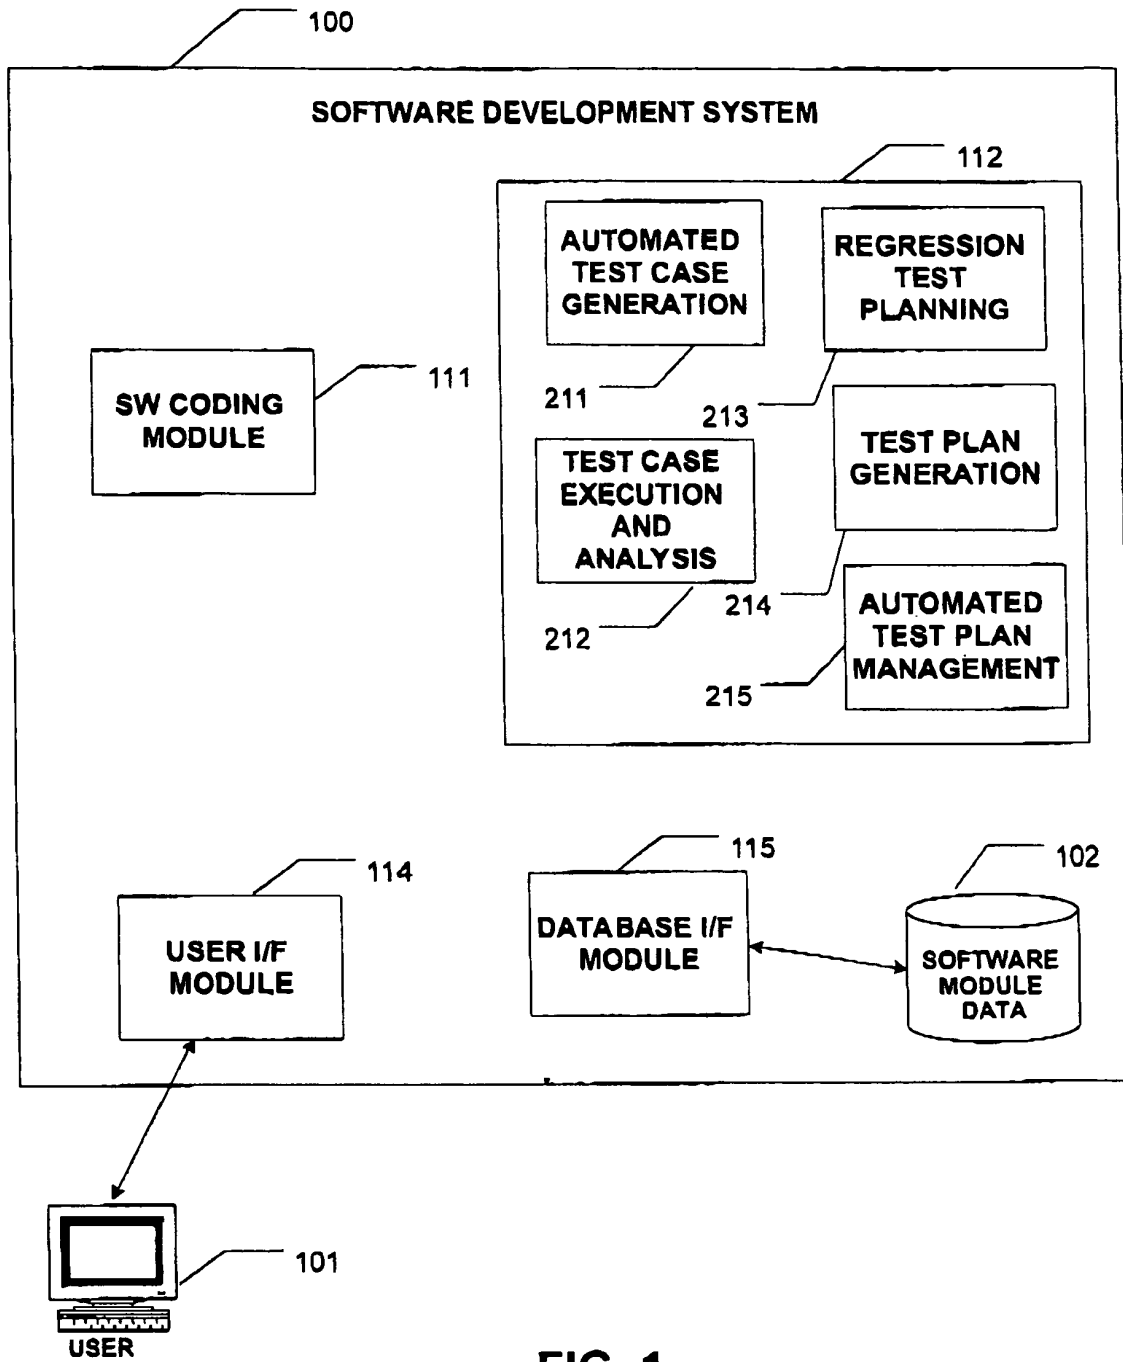 100
SOFTWARE DEVELOPMENT SYSTEM
112
AUTOMATED
TEST CASE
GENERATION
211
REGRESSION
TEST
PLANNING
213
SW CODING
MODULE
111
TEST CASE
EXECUTION
AND
ANALYSIS
212
TEST PLAN
GENERATION
214
AUTOMATED
TEST PLAN
MANAGEMENT
215
USER I/F
MODULE
114
DATABASE I/F
MODULE
115
SOFTWARE
MODULE
DATA
102
101
USER
FIG. 1